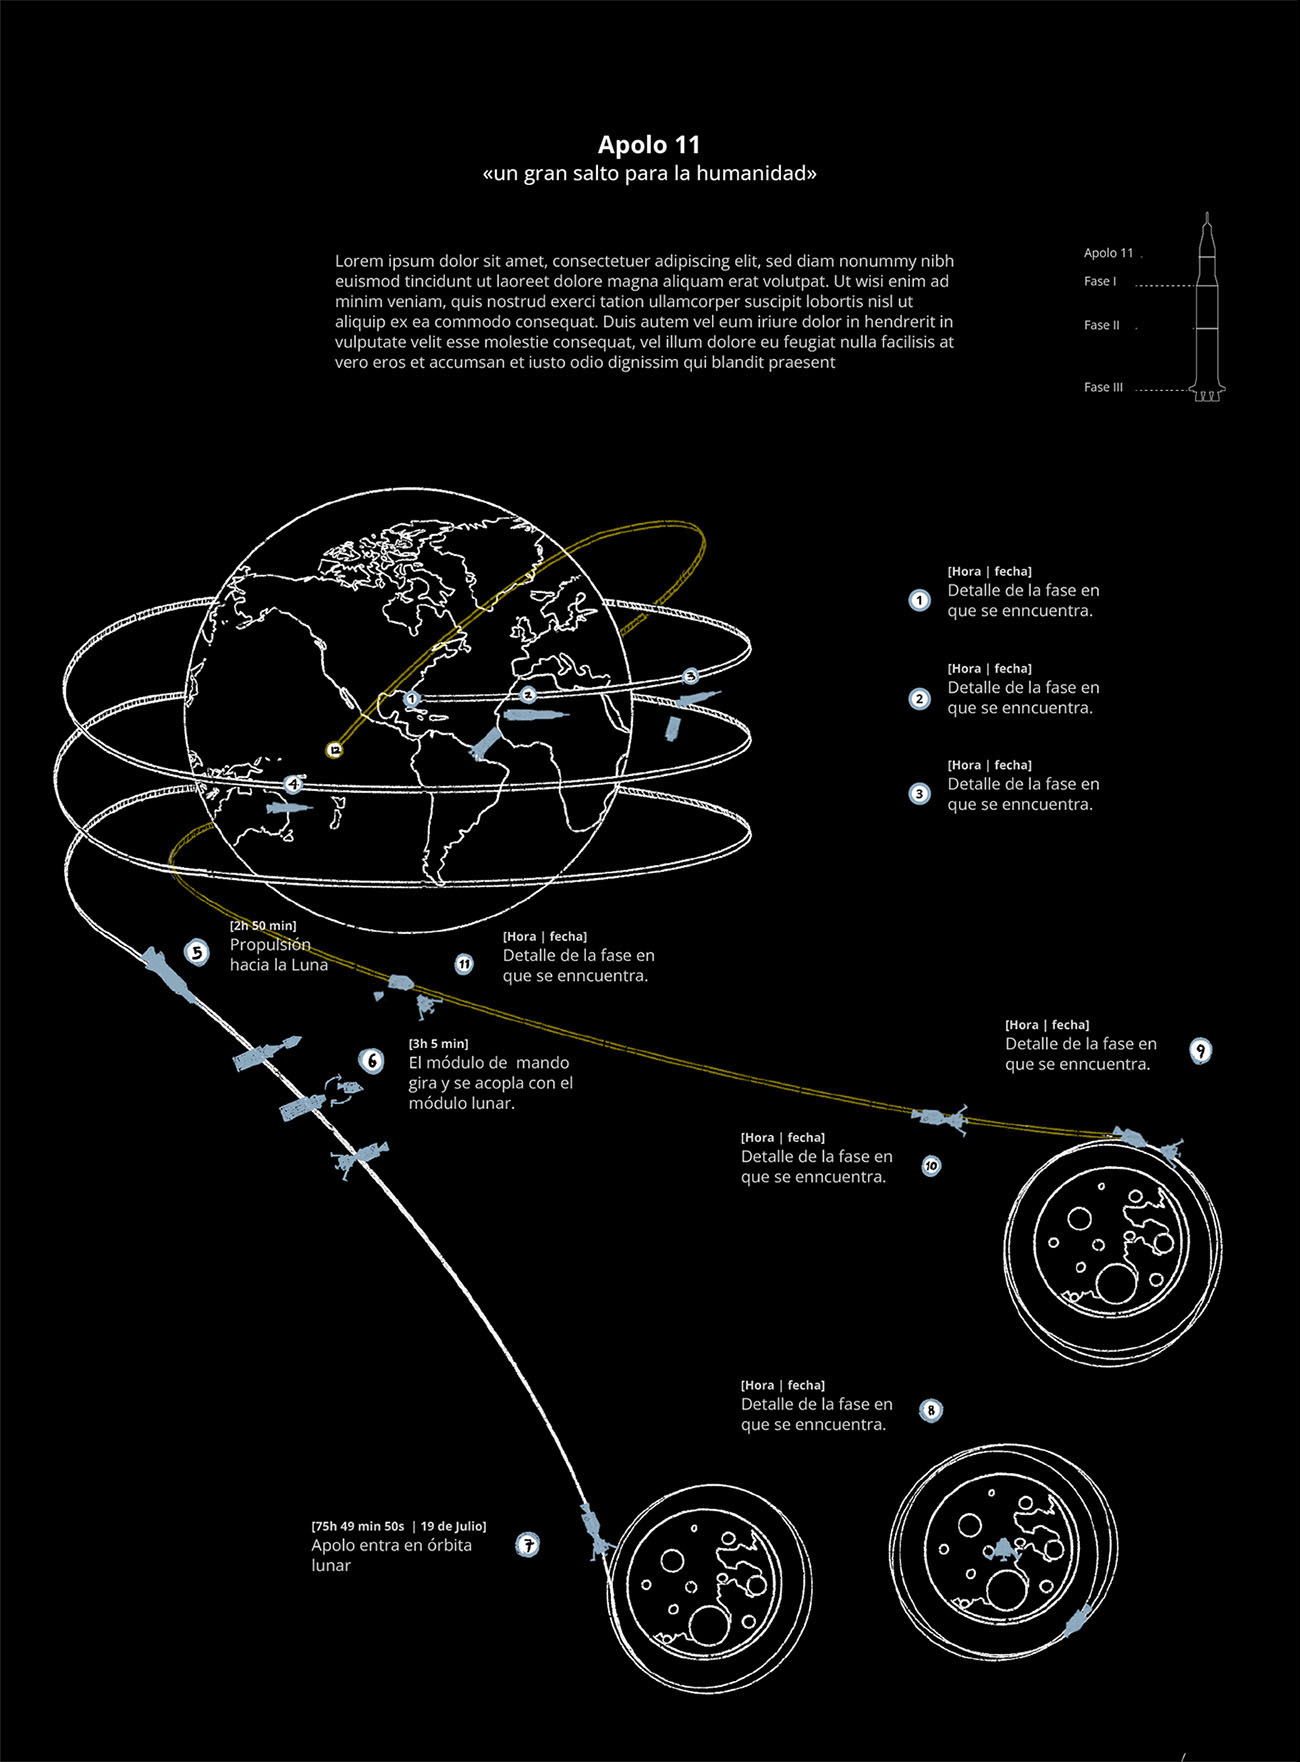 Apolo 11
«un gran salto para la humanidad»
Lorem ipsum dolor sit amet, consectetuer adipiscing elit, sed diam nonummy nibh
euismod tincidunt ut laoreet dolore magna aliquam erat volutpat. Ut wisi enim ad
minim veniam, quis nostrud exerci tation ullamcorper suscipit lobortis nisl ut
aliquip ex ea commodo consequat. Duis autem vel eum iriure dolor in hendrerit in
vulputate velit esse molestie consequat, vel illum dolore eu feugiat nulla facilisis at
vero eros et accumsan et iusto odio dignissim qui blandit praesent
Apolo 11
Fase I
Fase II
Fase III
1
2
3
4
12
1
[Hora | fecha]
Detalle de la fase en
que se enncuentra.
2
[Hora | fecha]
Detalle de la fase en
que se enncuentra.
3
[Hora | fecha]
Detalle de la fase en
que se enncuentra.
5
[2h 50 min]
Propulsión
hacia la Luna
11
[Hora | fecha]
Detalle de la fase en
que se enncuentra.
6
[3h 5 min]
El módulo de mando
gira y se acopla con el
módulo lunar.
[Hora | fecha]
Detalle de la fase en
que se enncuentra.
9
[Hora | fecha]
Detalle de la fase en
que se enncuentra.
10
[Hora | fecha]
Detalle de la fase en
que se enncuentra.
8
[75h 49 min 50s | 19 de Julio]
Apolo entra en órbita
lunar
7